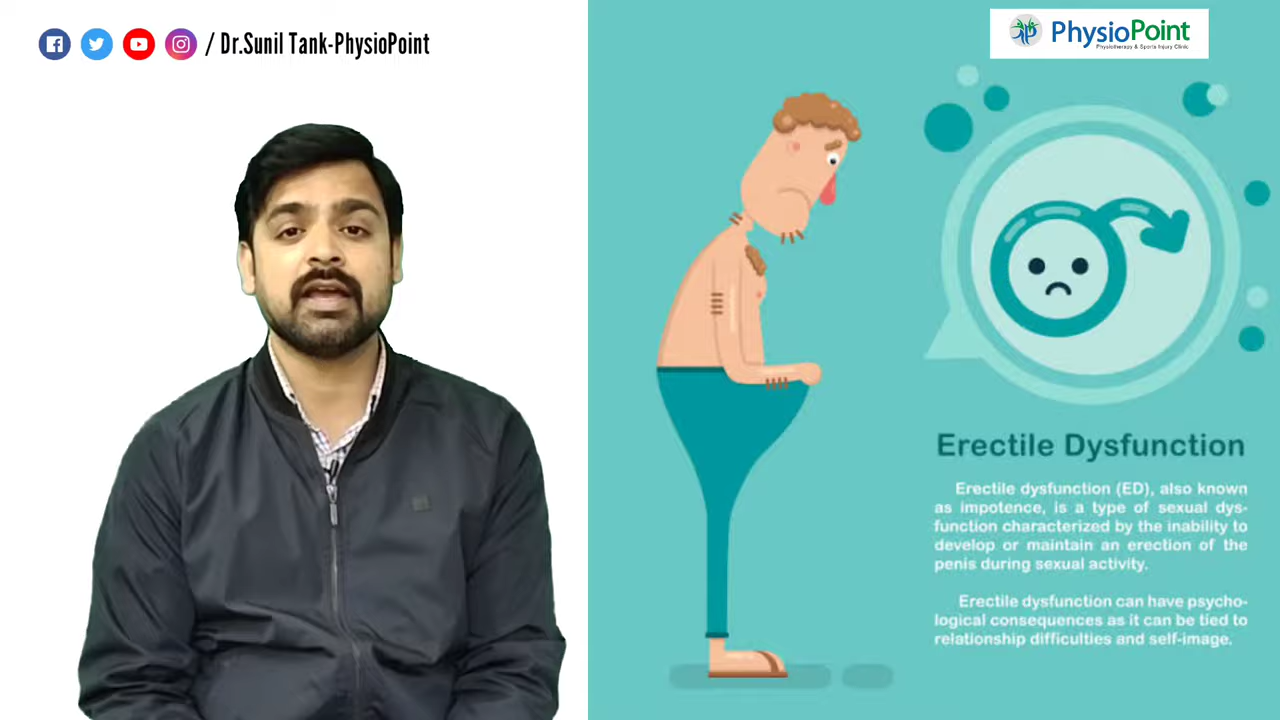 / Dr.Sunil Tank-PhysioPoint
PhysioPoint
Physiotherapy & Sports Injury Clinic
Erectile Dysfunction
Erectile dysfunction (ED), also known
as impotence, is a type of sexual dys-
function characterized by the inability to
develop or maintain an erection of the
penis during sexual activity.
Erectile dysfunction can have psycho-
logical consequences as it can be tied to
relationship difficulties and self-image.